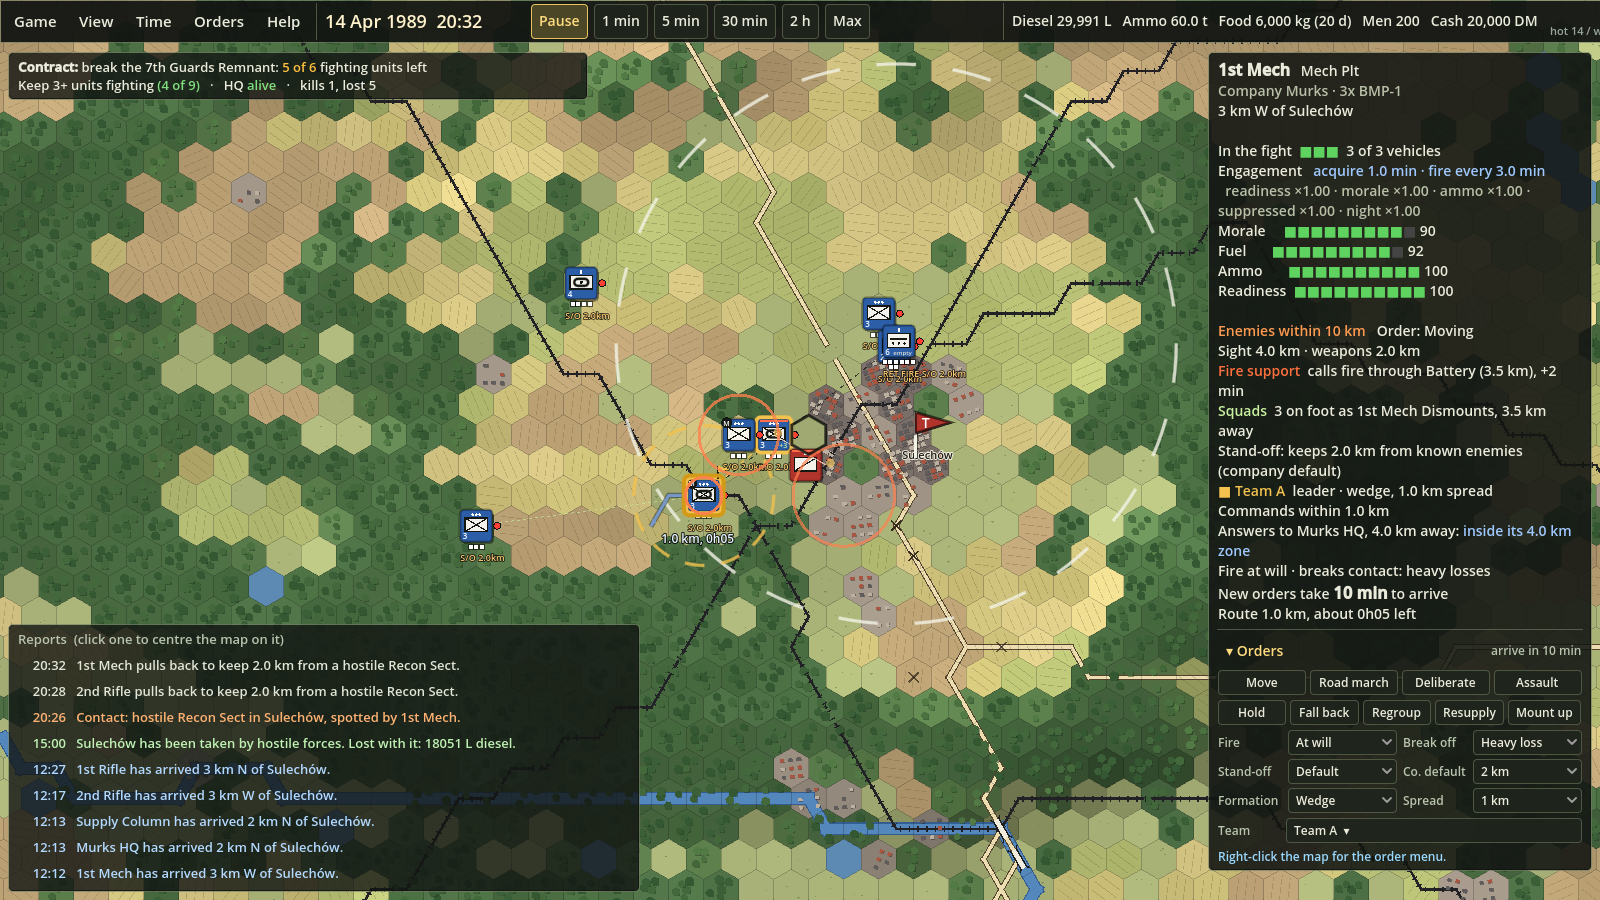 Game View Time Orders Help 14 Apr 1989 20:32 Pause 1 min 5 min 30 min 2 h Max Diesel 29,991 L Ammo 60.0 t Food 6,000 kg (20 d) Men 200 Cash 20,000 DM
hot 14 / w
Contract: break the 7th Guards Remnant: 5 of 6 fighting units left
Keep 3+ units fighting (4 of 9) · HQ alive · kills 1, lost 5
4
S/O 2.0km
3
6 empty
RET FIRE S/O 2.0km
S/O 2.0km
M
3
3
T
Sulechów
S/O 2.0km
1.0 km, 0h05
3
S/O 2.0km
Reports (click one to centre the map on it)
20:32 1st Mech pulls back to keep 2.0 km from a hostile Recon Sect.
20:28 2nd Rifle pulls back to keep 2.0 km from a hostile Recon Sect.
20:26 Contact: hostile Recon Sect in Sulechów, spotted by 1st Mech.
15:00 Sulechów has been taken by hostile forces. Lost with it: 18051 L diesel.
12:27 1st Rifle has arrived 3 km N of Sulechów.
12:17 2nd Rifle has arrived 3 km W of Sulechów.
12:13 Supply Column has arrived 2 km N of Sulechów.
12:13 Murks HQ has arrived 2 km N of Sulechów.
12:12 1st Mech has arrived 3 km W of Sulechów.
1st Mech Mech Plt
Company Murks · 3x BMP-1
3 km W of Sulechów
In the fight 3 of 3 vehicles
Engagement acquire 1.0 min · fire every 3.0 min
readiness ×1.00 · morale ×1.00 · ammo ×1.00 ·
suppressed ×1.00 · night ×1.00
Morale 90
Fuel 92
Ammo 100
Readiness 100
Enemies within 10 km Order: Moving
Sight 4.0 km · weapons 2.0 km
Fire support calls fire through Battery (3.5 km), +2
min
Squads 3 on foot as 1st Mech Dismounts, 3.5 km
away
Stand-off: keeps 2.0 km from known enemies
(company default)
Team A leader · wedge, 1.0 km spread
Commands within 1.0 km
Answers to Murks HQ, 4.0 km away: inside its 4.0 km
zone
Fire at will · breaks contact: heavy losses
New orders take 10 min to arrive
Route 1.0 km, about 0h05 left
▾ Orders arrive in 10 min
Move Road march Deliberate Assault
Hold Fall back Regroup Resupply Mount up
Fire At will Break off Heavy loss
Stand-off Default Co. default 2 km
Formation Wedge Spread 1 km
Team Team A ▾
Right-click the map for the order menu.